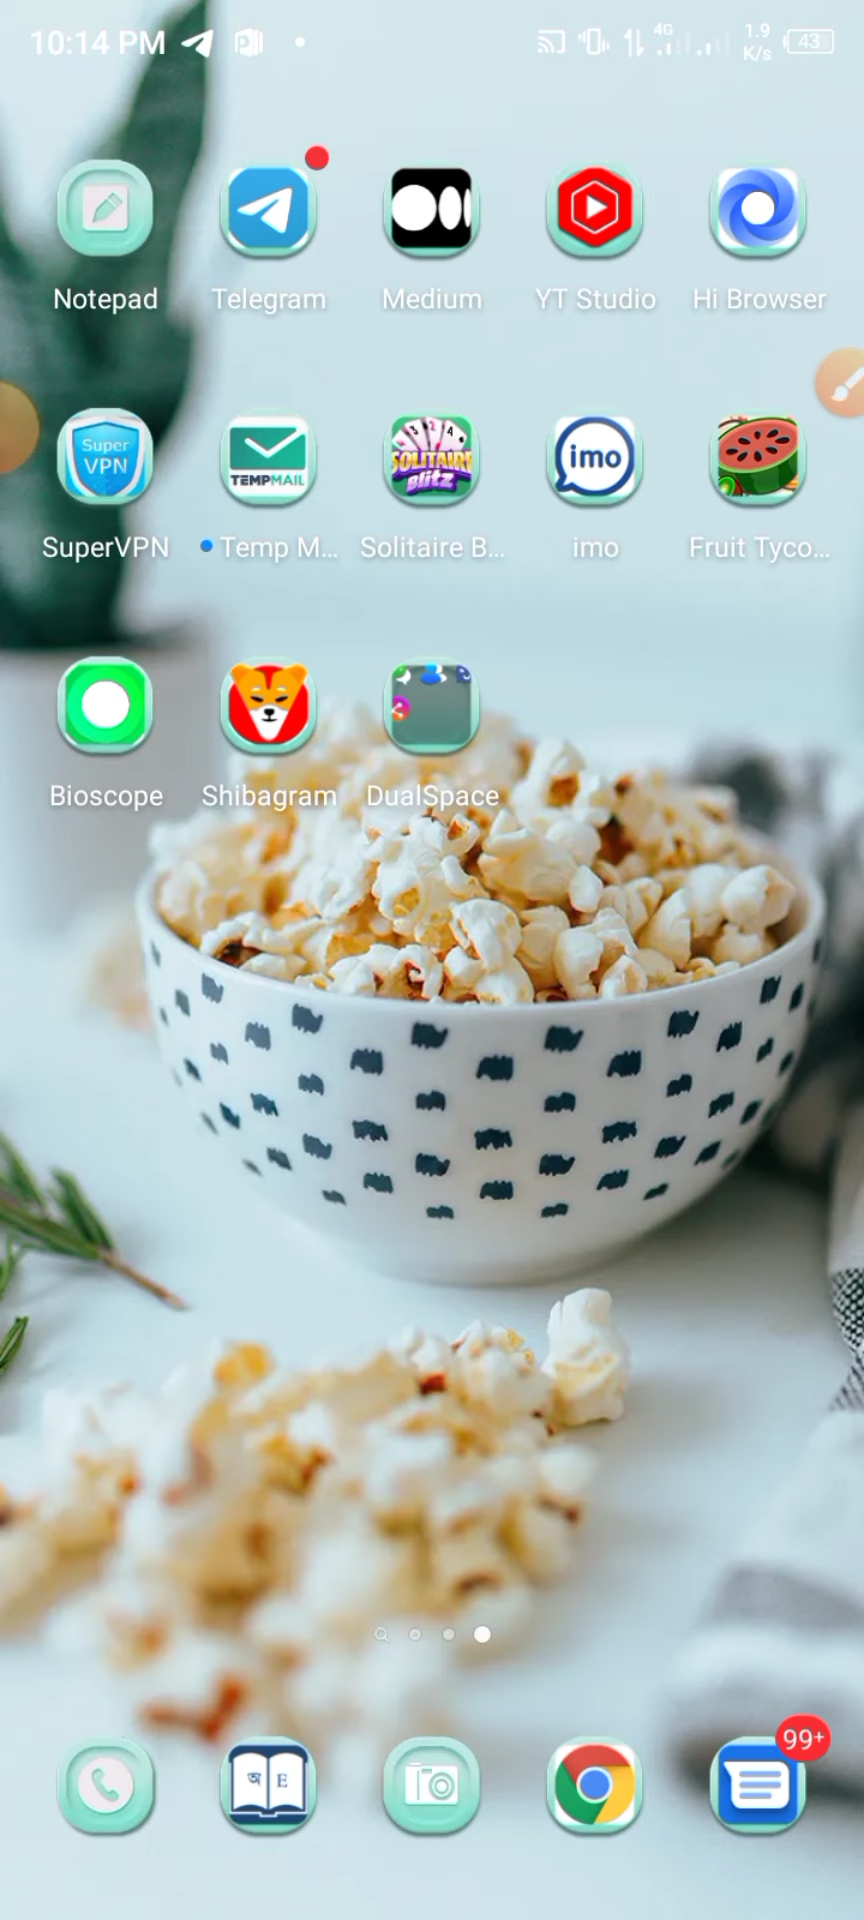 10:14 PM
4G
1.9
K/s
43
Notepad
Telegram
Medium
YT Studio
Hi Browser
Super
VPN
TEMPMAIL
SOLITAIRE
Blitz
imo
SuperVPN
Temp M...
Solitaire B...
imo
Fruit Tyco...
Bioscope
Shibagram
DualSpace
99+
অ E